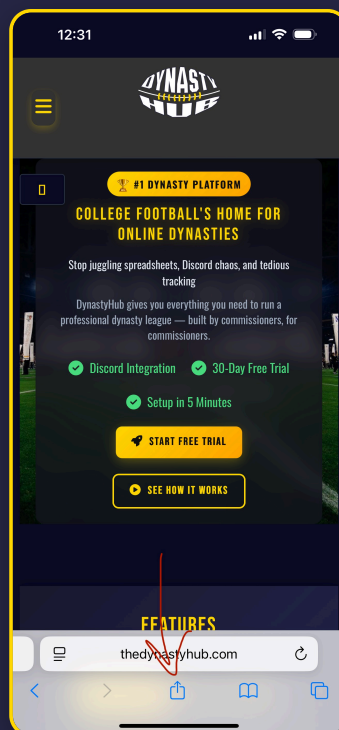 12:31
DYNASTY
HUB
🏆 #1 DYNASTY PLATFORM
COLLEGE FOOTBALL'S HOME FOR
ONLINE DYNASTIES
Stop juggling spreadsheets, Discord chaos, and tedious
tracking
DynastyHub gives you everything you need to run a
professional dynasty league — built by commissioners, for
commissioners.
Discord Integration
30-Day Free Trial
Setup in 5 Minutes
START FREE TRIAL
SEE HOW IT WORKS
FEATURES
thedynastyhub.com